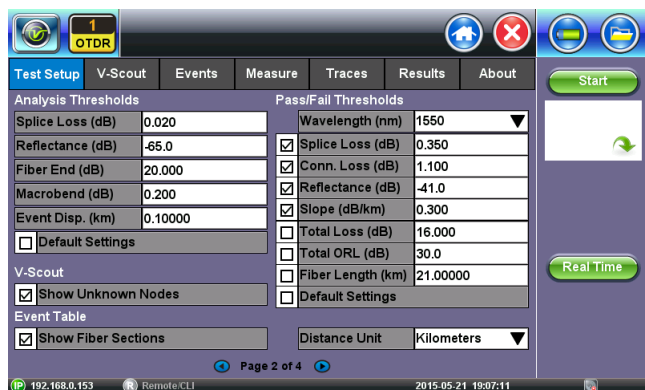 1
OTDR
Test Setup V-Scout Events Measure Traces Results About
Start
Analysis Thresholds
Splice Loss (dB) 0.020
Reflectance (dB) -65.0
Fiber End (dB) 20.000
Macrobend (dB) 0.200
Event Disp. (km) 0.10000
Default Settings
V-Scout
Show Unknown Nodes
Event Table
Show Fiber Sections
Pass/Fail Thresholds
Wavelength (nm) 1550
Splice Loss (dB) 0.350
Conn. Loss (dB) 1.100
Reflectance (dB) -41.0
Slope (dB/km) 0.300
Total Loss (dB) 16.000
Total ORL (dB) 30.0
Fiber Length (km) 21.00000
Default Settings
Distance Unit Kilometers
Real Time
Page 2 of 4
IP 192.168.0.153 R Remote/CLI 2015-05-21 19:07:11